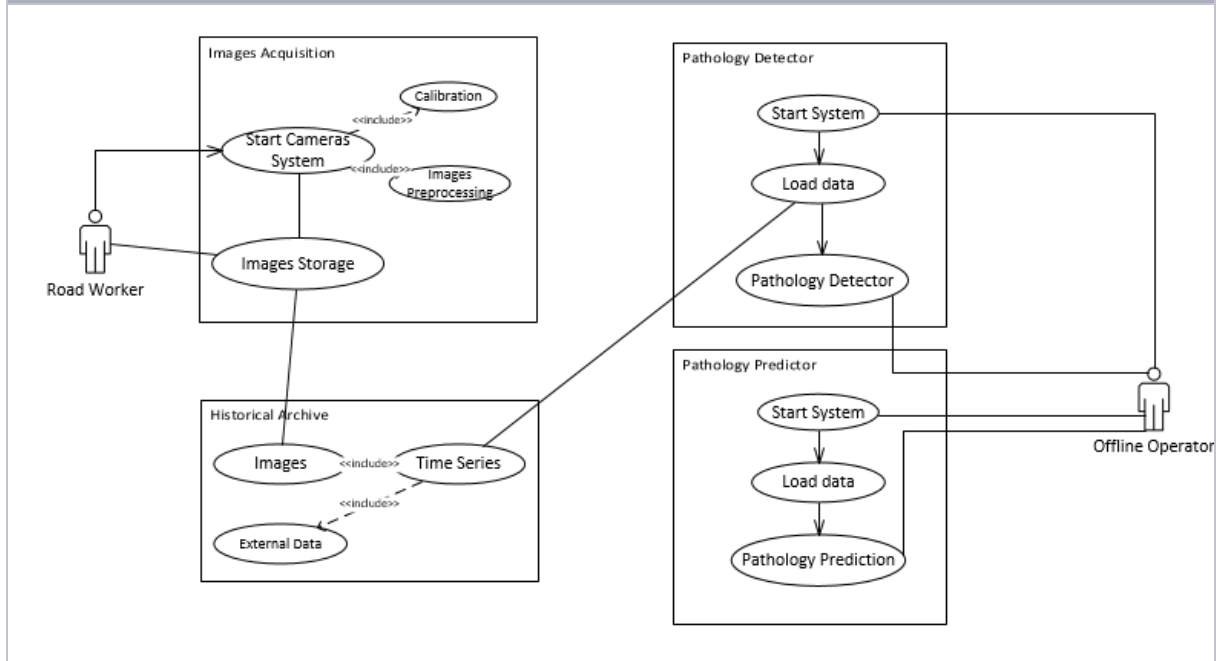 Images Acquisition
Calibration
<<include>>
Start Cameras
System
<<include>>
Images
Preprocessing
Images Storage
Road Worker
Historical Archive
Images
<<include>>
Time Series
<<include>>
External Data
Pathology Detector
Start System
Load data
Pathology Detector
Pathology Predictor
Start System
Load data
Pathology Prediction
Offline Operator